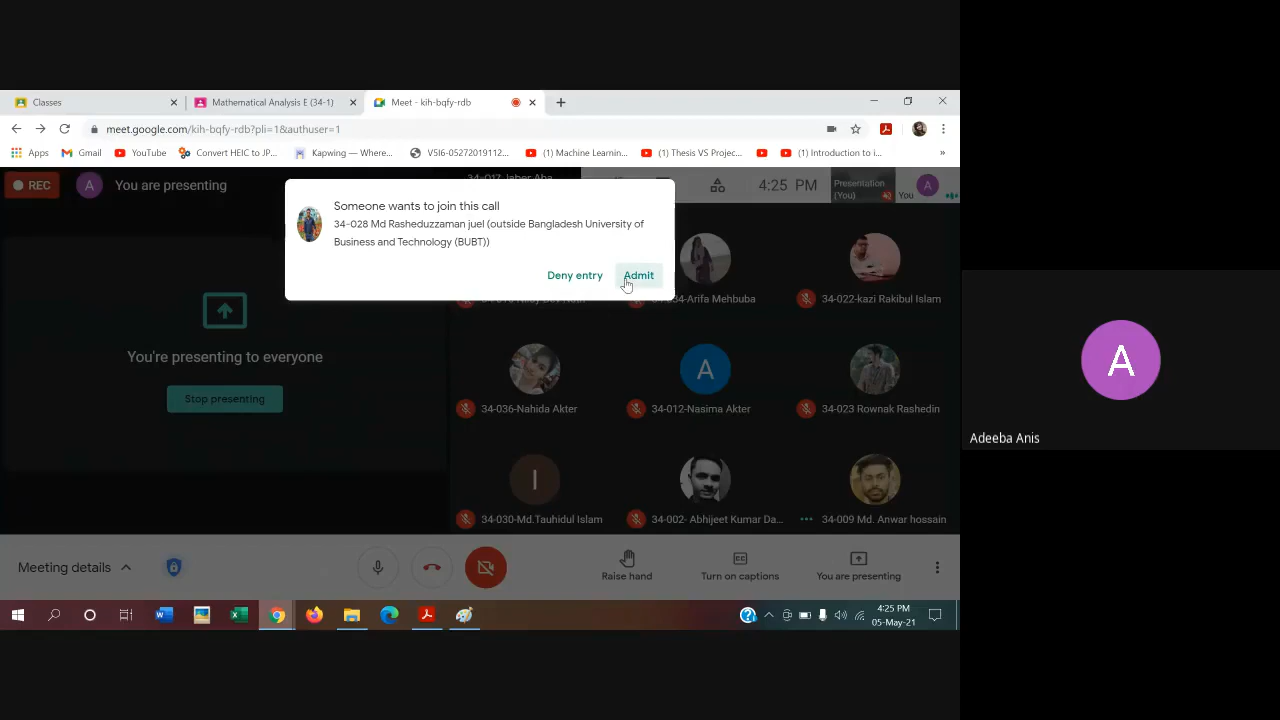 Classes
Mathematical Analysis E (34-1)
Meet - kih-bqfy-rdb
meet.google.com/kih-bqfy-rdb?pli=1&authuser=1
Apps
Gmail
YouTube
Convert HEIC to JP...
Kapwing — Where...
V5I6-05272019112...
(1) Machine Learnin...
(1) Thesis VS Projec...
(1) Introduction to i...
»
REC
A
You are presenting
4:25 PM
Presentation
(You)
You
A
Someone wants to join this call
34-028 Md Rasheduzzaman juel (outside Bangladesh University of
Business and Technology (BUBT))
Deny entry
Admit
34-Arifa Mehbuba
34-022-kazi Rakibul Islam
You're presenting to everyone
Stop presenting
A
34-036-Nahida Akter
34-012-Nasima Akter
34-023 Rownak Rashedin
I
34-030-Md.Tauhidul Islam
34-002- Abhijeet Kumar Da...
34-009 Md. Anwar hossain
Meeting details
Raise hand
Turn on captions
You are presenting
4:25 PM
05-May-21
A
Adeeba Anis